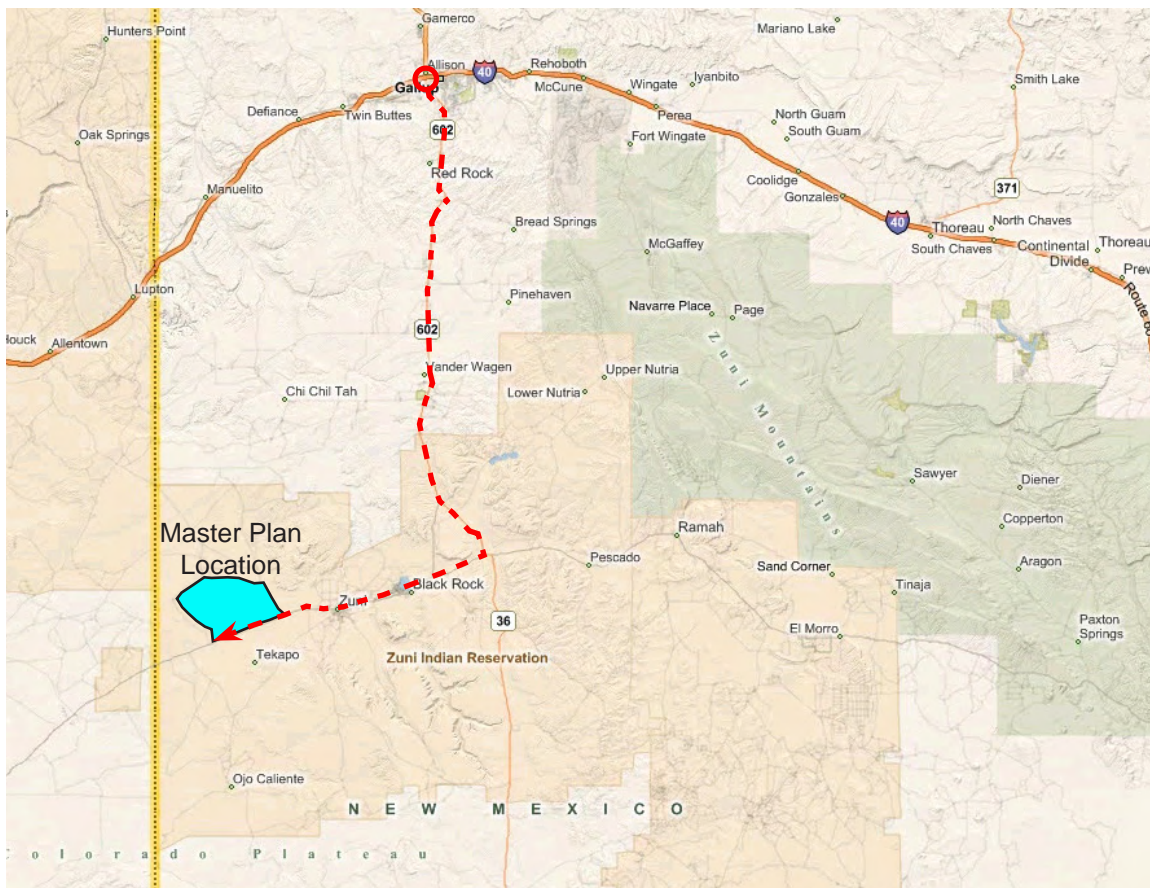 Gamerco
Hunters Point
Mariano Lake
Allison
40
Rehoboth
Gallup
McCune
Wingate
Iyanbito
Smith Lake
Defiance
Twin Buttes
Perea
North Guam
South Guam
Oak Springs
602
Fort Wingate
Red Rock
Coolidge
Gonzales
371
Manuelito
Bread Springs
40
Thoreau
North Chaves
South Chaves
Continental
Divide
Thoreau
McGaffey
Prew
Lupton
Pinehaven
Navarre Place
Page
Route 66
Houck
Allentown
602
Zuni Mountains
Vander Wagen
Upper Nutria
Chi Chil Tah
Lower Nutria
Sawyer
Diener
Copperton
Master Plan
Location
Ramah
Pescado
Sand Corner
Aragon
Tinaja
Black Rock
Zuni
36
El Morro
Paxton
Springs
Tekapo
Zuni Indian Reservation
Ojo Caliente
NEW MEXICO
Colorado Plateau